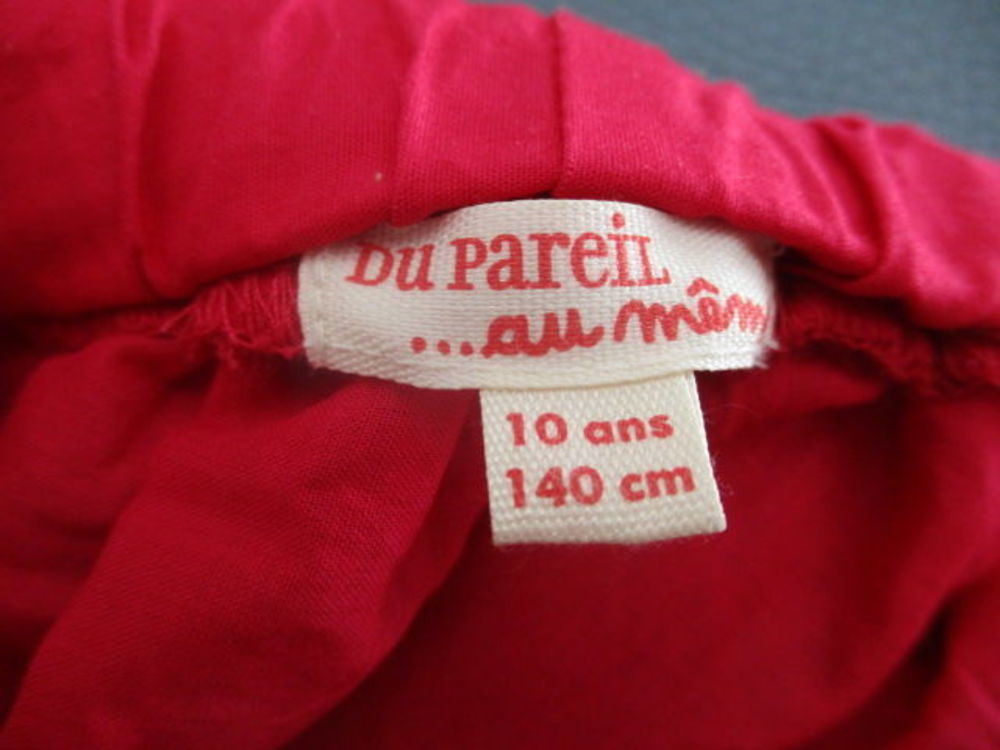 Du Pareil
...au mêm
10 ans
140 cm